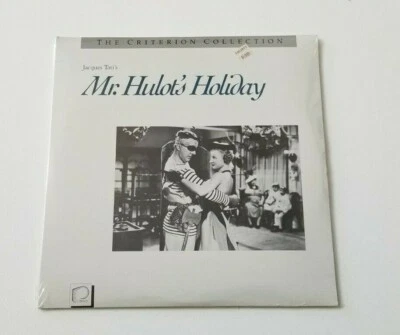 THE CRITERION COLLECTION
Jacques Tati's
Mr. Hulot's Holiday